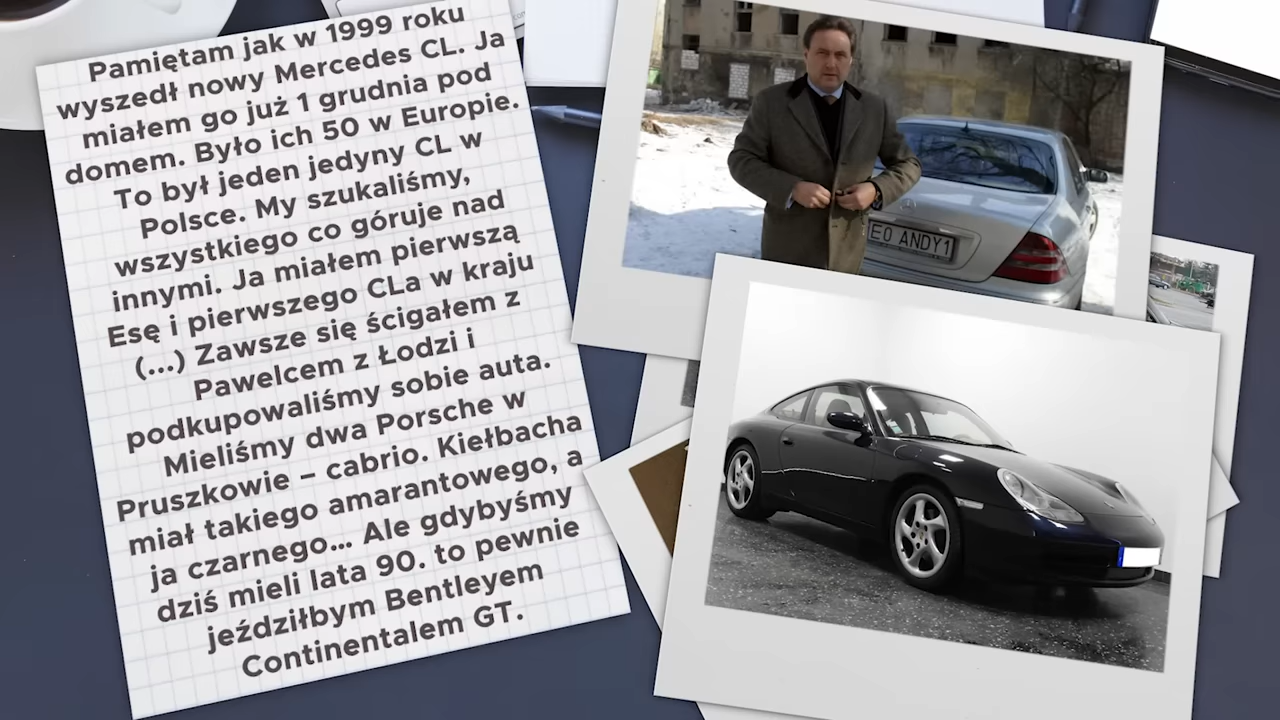 Pamiętam jak w 1999 roku
wyszedł nowy Mercedes CL. Ja
miałem go już 1 grudnia pod
domem. Było ich 50 w Europie.
To był jeden jedyny CL w
Polsce. My szukaliśmy,
wszystkiego co góruje nad
innymi. Ja miałem pierwszą
Esę i pierwszego CLa w kraju
(...) Zawsze się ścigałem z
Pawelcem z Łodzi i
podkupowaliśmy sobie auta.
Mieliśmy dwa Porsche w
Pruszkowie – cabrio. Kiełbacha
miał takiego amarantowego, a
ja czarnego... Ale gdybyśmy
dziś mieli lata 90. to pewnie
jeździłbym Bentleyem
Continentalem GT.
E0 ANDY1